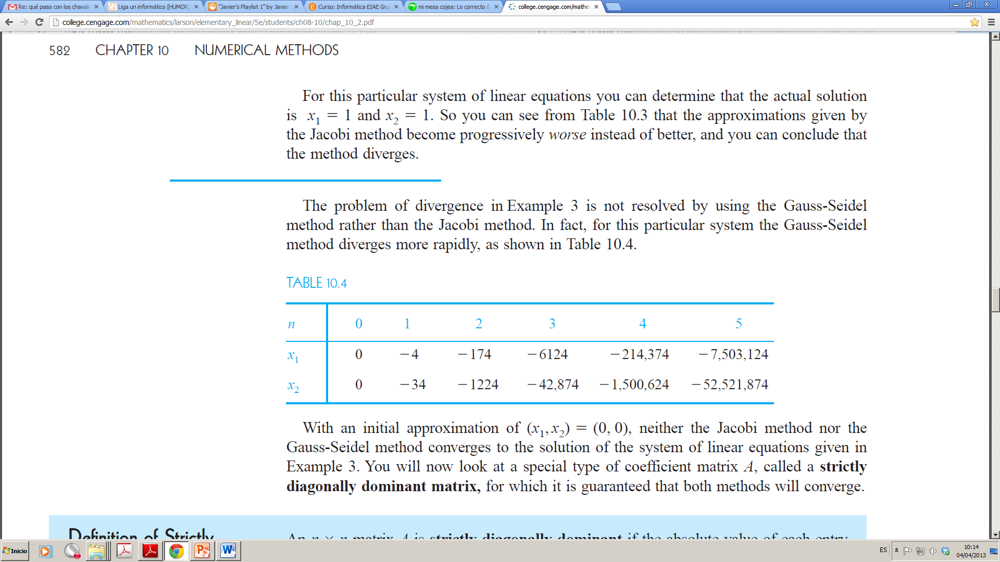 Re: qué pasa con los chavale
Liga un informático [HUMOR]
"Javier's Playlist 1" by Javier
Curso: Informática EIAE Gru
mi mesa cojea: Lo correcto (
college.cengage.com/mathe
college.cengage.com/mathematics/larson/elementary_linear/5e/students/ch08-10/chap_10_2.pdf
582 CHAPTER 10 NUMERICAL METHODS
For this particular system of linear equations you can determine that the actual solution
is x₁ = 1 and x₂ = 1. So you can see from Table 10.3 that the approximations given by
the Jacobi method become progressively worse instead of better, and you can conclude that
the method diverges.
The problem of divergence in Example 3 is not resolved by using the Gauss-Seidel
method rather than the Jacobi method. In fact, for this particular system the Gauss-Seidel
method diverges more rapidly, as shown in Table 10.4.
TABLE 10.4
n 0 1 2 3 4 5
x₁ 0 −4 −174 −6124 −214,374 −7,503,124
x₂ 0 −34 −1224 −42,874 −1,500,624 −52,521,874
With an initial approximation of (x₁, x₂) = (0, 0), neither the Jacobi method nor the
Gauss-Seidel method converges to the solution of the system of linear equations given in
Example 3. You will now look at a special type of coefficient matrix A, called a strictly
diagonally dominant matrix, for which it is guaranteed that both methods will converge.
Definition of Strictly
An n × n matrix A is strictly diagonally dominant if the absolute value of each entry
Inicio
ES
10:14
04/04/2013